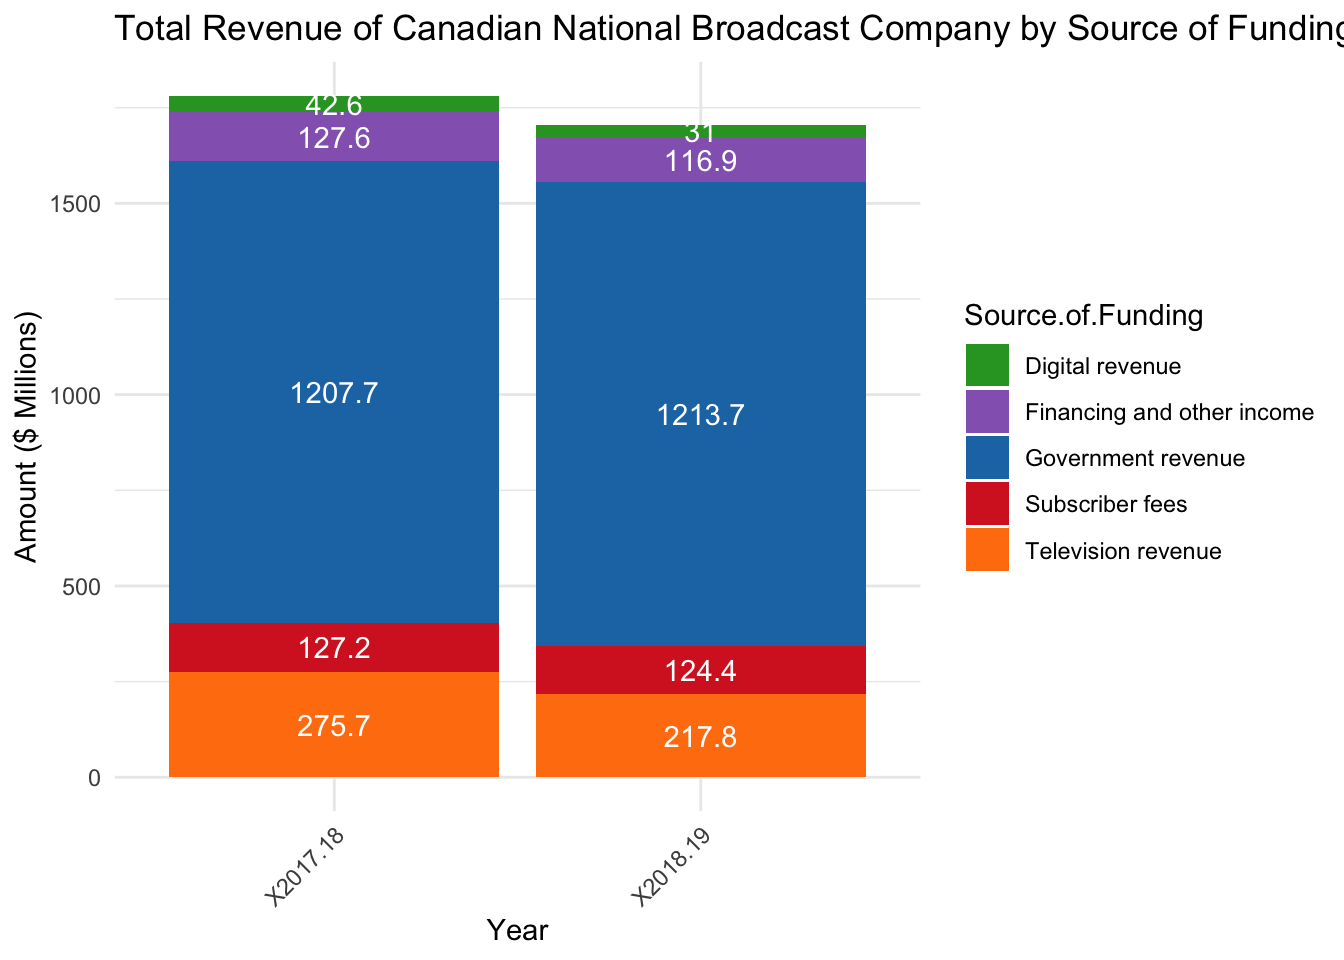 Total Revenue of Canadian National Broadcast Company by Source of Funding
42.6
127.6
1207.7
127.2
275.7
31
116.9
1213.7
124.4
217.8
1500
1000
500
0
Amount ($ Millions)
X2017.18
X2018.19
Year
Source.of.Funding
Digital revenue
Financing and other income
Government revenue
Subscriber fees
Television revenue